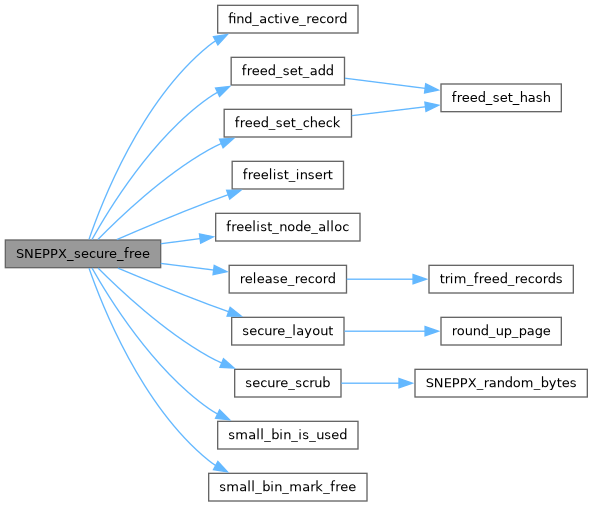 find_active_record
freed_set_add
freed_set_hash
freed_set_check
freelist_insert
freelist_node_alloc
SNEPPX_secure_free
release_record
trim_freed_records
secure_layout
round_up_page
secure_scrub
SNEPPX_random_bytes
small_bin_is_used
small_bin_mark_free